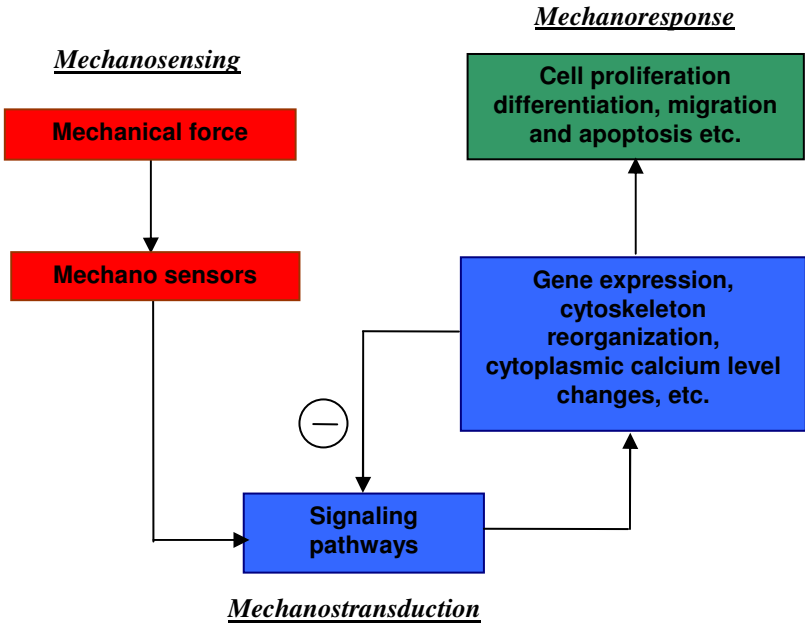 Mechanosensing
Mechanical force
Mechano sensors
Mechanoresponse
Cell proliferation
differentiation, migration
and apoptosis etc.
Gene expression,
cytoskeleton
reorganization,
cytoplasmic calcium level
changes, etc.
−
Signaling
pathways
Mechanostransduction